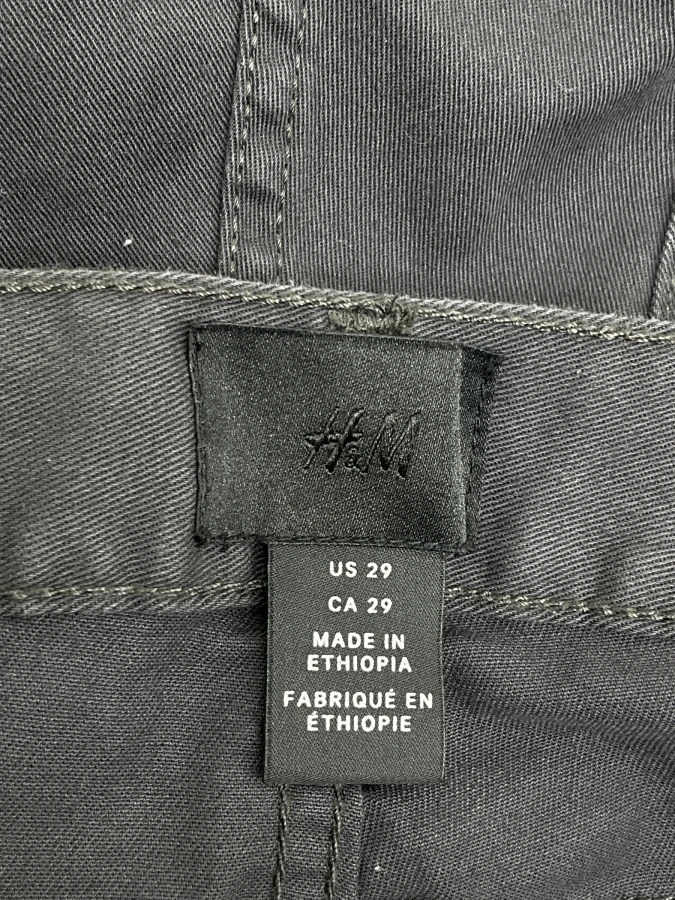 H&M
US 29
CA 29
MADE IN
ETHIOPIA
FABRIQUÉ EN
ÉTHIOPIE